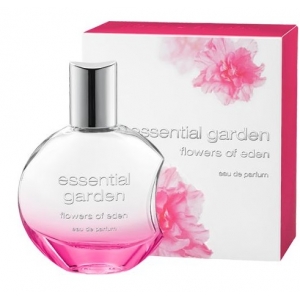 essential
garden
flowers of eden
eau de parfum
essential garden
flowers of eden
eau de parfum